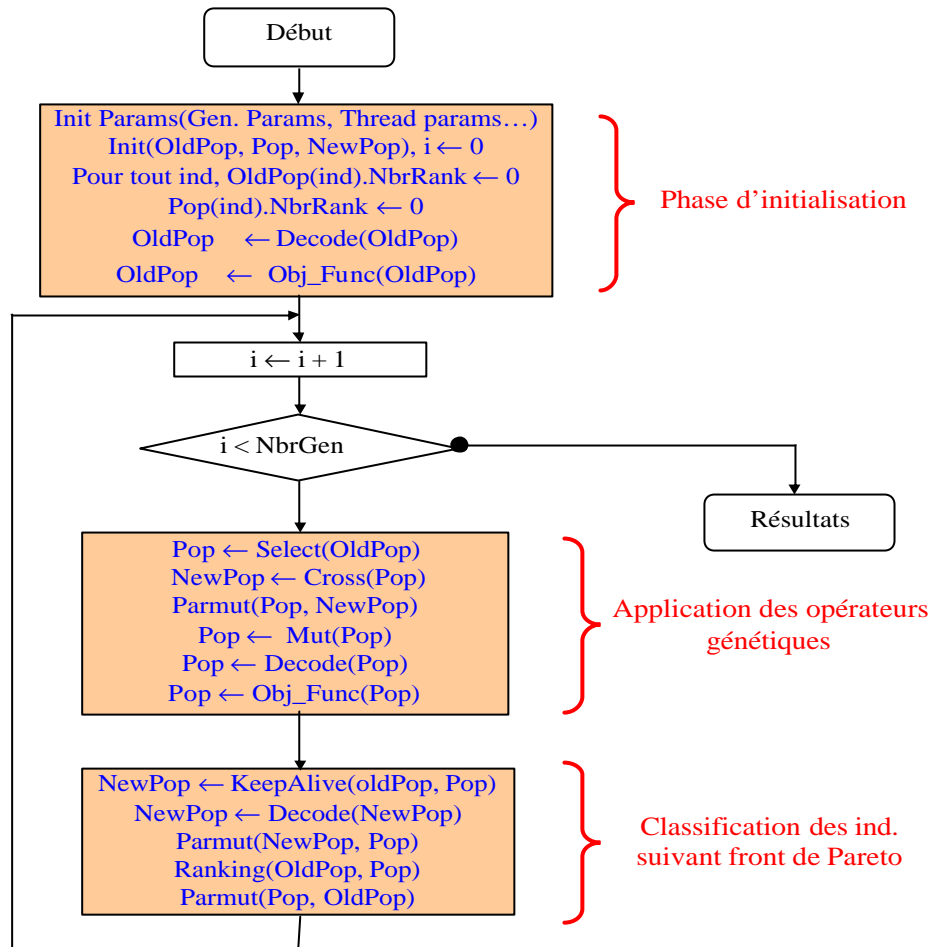 Début
Init Params(Gen. Params, Thread params…)
Init(OldPop, Pop, NewPop), i ← 0
Pour tout ind, OldPop(ind).NbrRank ← 0
Pop(ind).NbrRank ← 0
OldPop ← Decode(OldPop)
OldPop ← Obj_Func(OldPop)
Phase d’initialisation
i ← i + 1
i < NbrGen
Résultats
Pop ← Select(OldPop)
NewPop ← Cross(Pop)
Parmut(Pop, NewPop)
Pop ← Mut(Pop)
Pop ← Decode(Pop)
Pop ← Obj_Func(Pop)
Application des opérateurs
génétiques
NewPop ← KeepAlive(oldPop, Pop)
NewPop ← Decode(NewPop)
Parmut(NewPop, Pop)
Ranking(OldPop, Pop)
Parmut(Pop, OldPop)
Classification des ind.
suivant front de Pareto